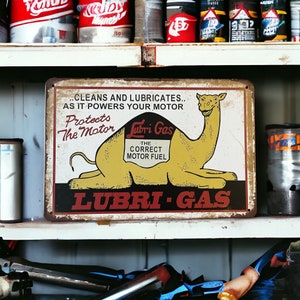 ..CLEANS AND LUBRICATES..
AS IT POWERS YOUR MOTOR
Protects
The Motor
Lubri Gas
THE
CORRECT
MOTOR FUEL
LUBRI-GAS